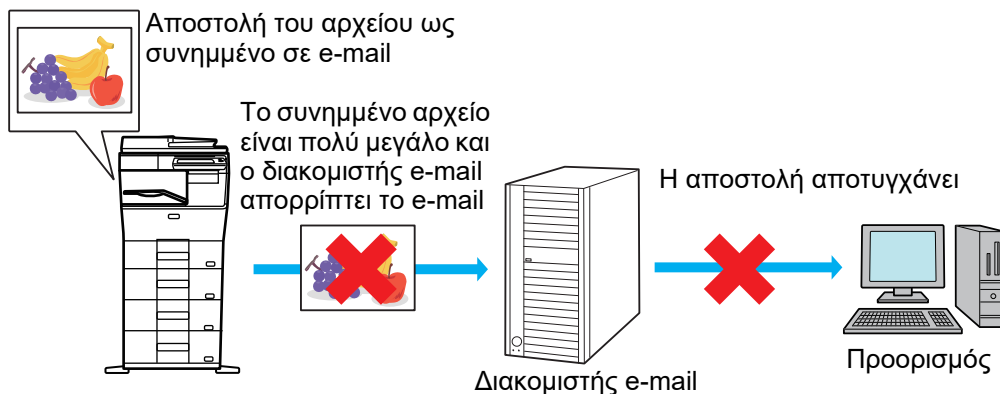 Αποστολή του αρχείου ως
συνημμένο σε e-mail
Το συνημμένο αρχείο
είναι πολύ μεγάλο και
ο διακομιστής e-mail
απορρίπτει το e-mail
Η αποστολή αποτυγχάνει
Διακομιστής e-mail
Προορισμός